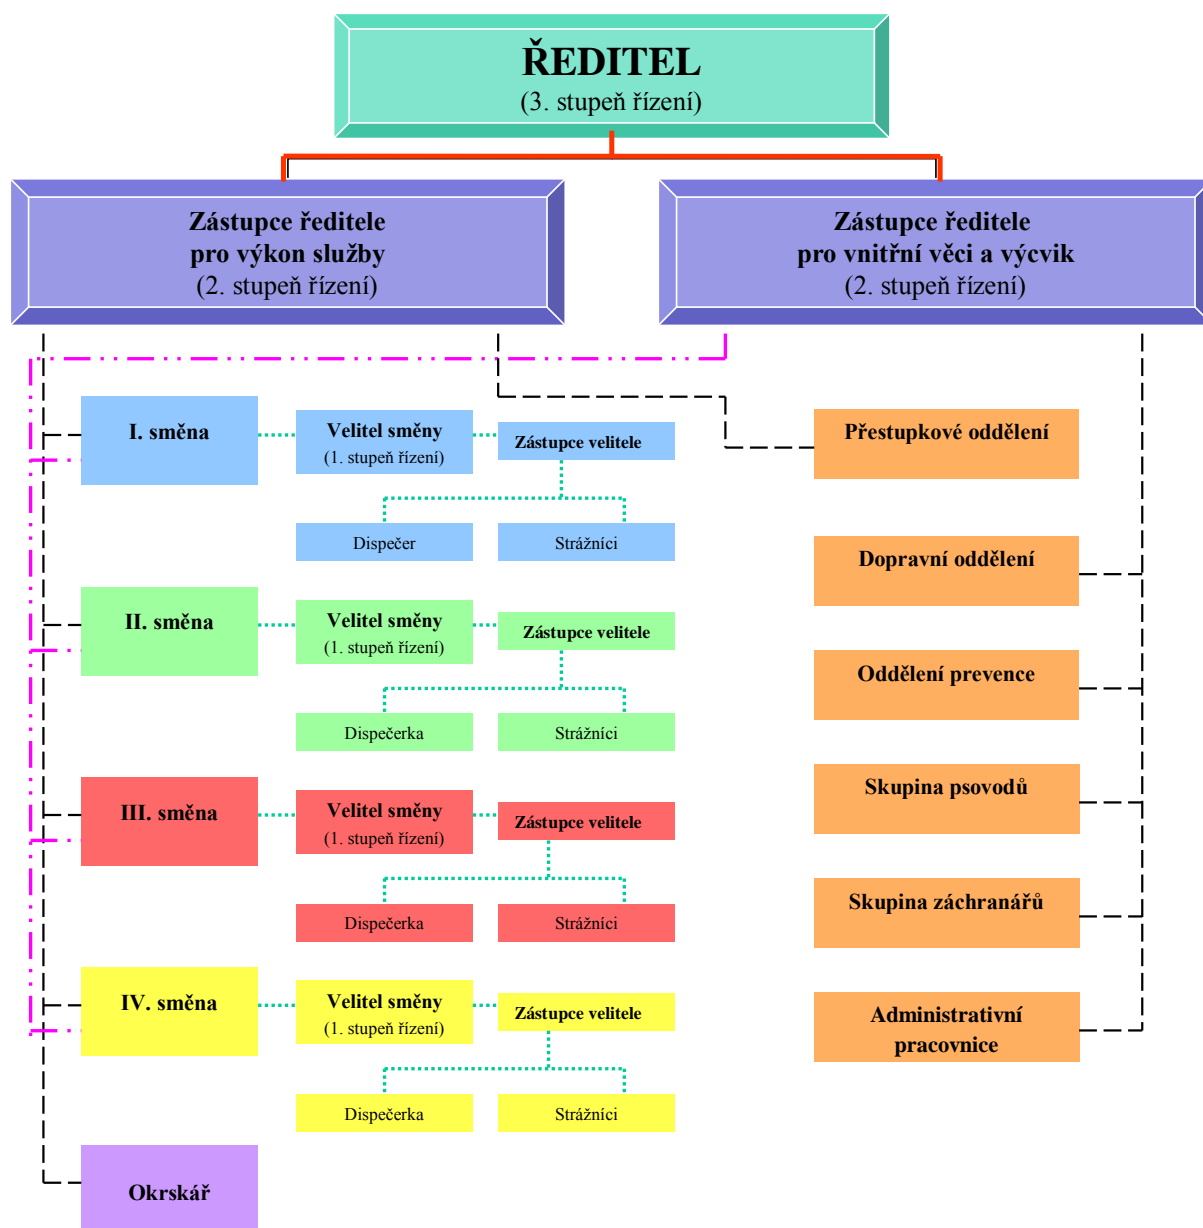 ŘEDITEL
(3. stupeň řízení)
Zástupce ředitele
pro výkon služby
(2. stupeň řízení)
Zástupce ředitele
pro vnitřní věci a výcvik
(2. stupeň řízení)
I. směna
Velitel směny
(1. stupeň řízení)
Zástupce velitele
Dispečer
Strážníci
II. směna
Velitel směny
(1. stupeň řízení)
Zástupce velitele
Dispečerka
Strážníci
III. směna
Velitel směny
(1. stupeň řízení)
Zástupce velitele
Dispečerka
Strážníci
IV. směna
Velitel směny
(1. stupeň řízení)
Zástupce velitele
Dispečerka
Strážníci
Okrskář
Přestupkové oddělení
Dopravní oddělení
Oddělení prevence
Skupina psovodů
Skupina záchranářů
Administrativní
pracovnice